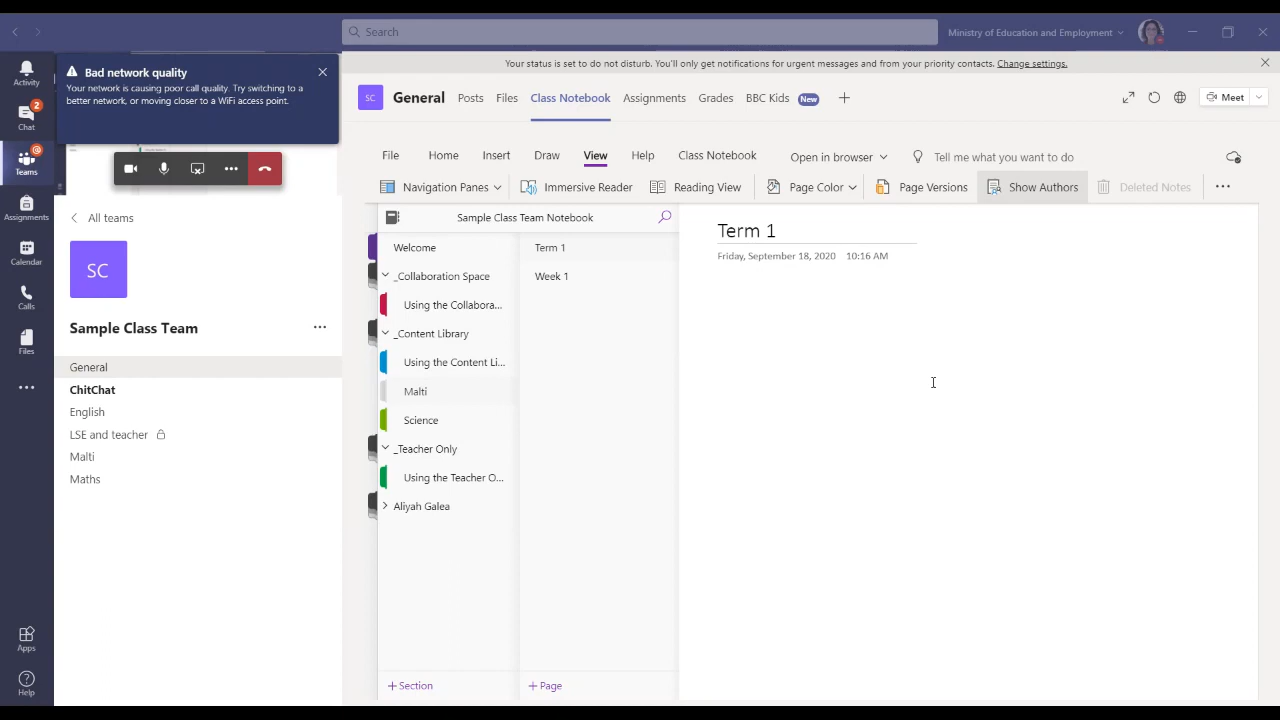 Search
Ministry of Education and Employment
Bad network quality
Your network is causing poor call quality. Try switching to
a better network, or moving closer to a WiFi access point.
Your status is set to do not disturb. You'll only get notifications for urgent messages and from your priority contacts. Change settings.
Activity
2
Chat
Teams
Assignments
Calendar
Calls
Files
Apps
Help
SC
General
Posts
Files
Class Notebook
Assignments
Grades
BBC Kids
New
Meet
File
Home
Insert
Draw
View
Help
Class Notebook
Open in browser
Tell me what you want to do
Navigation Panes
Immersive Reader
Reading View
Page Color
Page Versions
Show Authors
Deleted Notes
All teams
SC
Sample Class Team
General
ChitChat
English
LSE and teacher
Malti
Maths
Sample Class Team Notebook
Welcome
_Collaboration Space
Using the Collabora...
_Content Library
Using the Content Li...
Malti
Science
_Teacher Only
Using the Teacher O...
Aliyah Galea
+ Section
Term 1
Week 1
+ Page
Term 1
Friday, September 18, 2020 10:16 AM